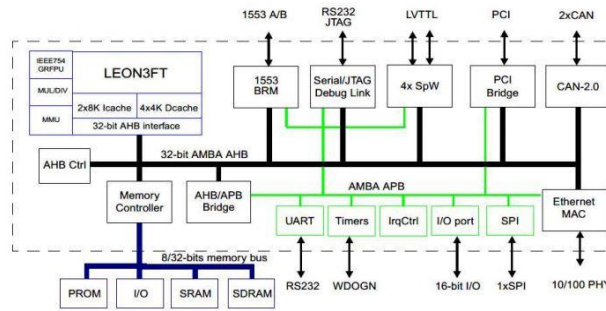 1553 A/B
RS232
JTAG
LVTTL
PCI
2xCAN
IEEE754
GRFPU
MUL/DIV
MMU
LEON3FT
2x8K Icache
4x4K Dcache
32-bit AHB interface
1553
BRM
Serial/JTAG
Debug Link
4x SpW
PCI
Bridge
CAN-2.0
AHB Ctrl
32-bit AMBA AHB
Memory
Controller
AHB/APB
Bridge
AMBA APB
Ethernet
MAC
UART
Timers
IrqCtrl
I/O port
SPI
8/32-bits memory bus
PROM
I/O
SRAM
SDRAM
RS232
WDOGN
16-bit I/O
1xSPI
10/100 PHY